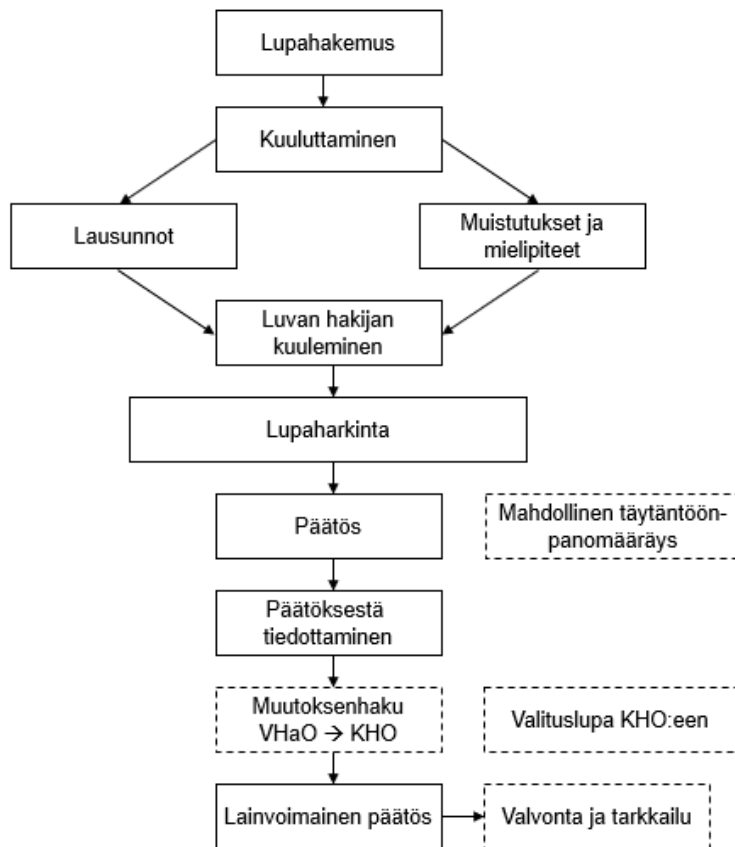 Lupahakemus
Kuuluttaminen
Lausunnot
Muistutukset ja
mielipiteet
Luvan hakijan
kuuleminen
Lupaharkinta
Päätös
Mahdollinen täytäntöön-
panomääräys
Päätöksestä
tiedottaminen
Muutoksenhaku
VHaO → KHO
Valituslupa KHO:een
Lainvoimainen päätös
Valvonta ja tarkkailu